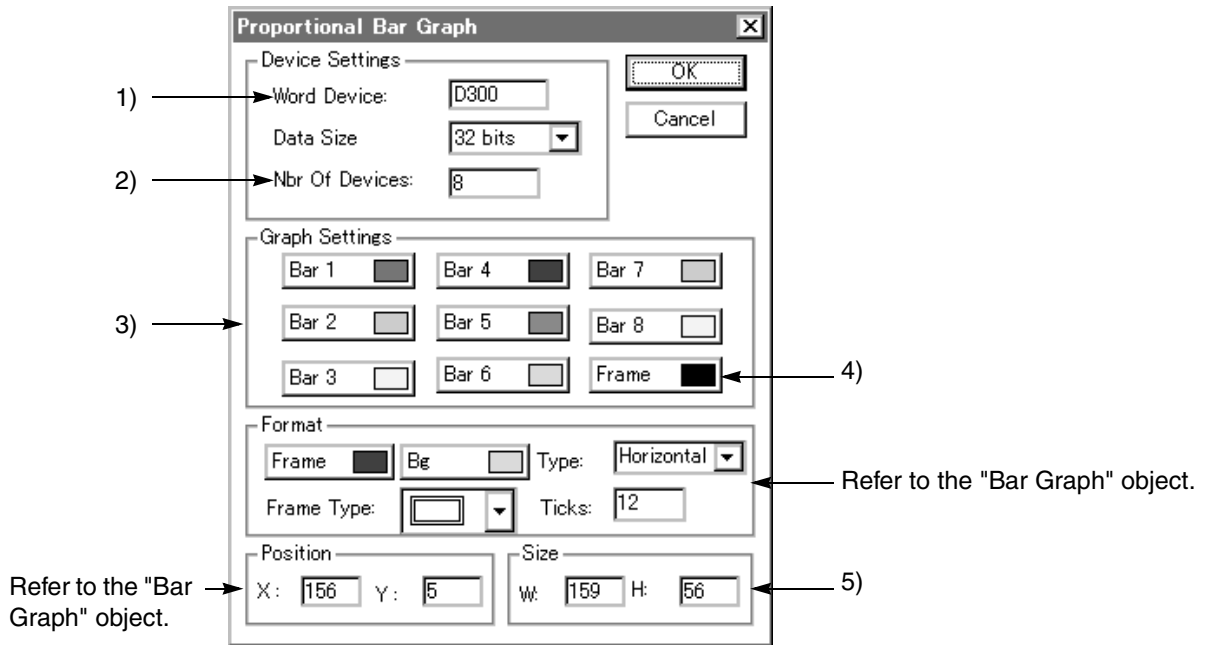 Proportional Bar Graph
Device Settings
OK
1)
Word Device:
D300
Cancel
Data Size
32 bits
2)
Nbr Of Devices:
8
Graph Settings
Bar 1
Bar 4
Bar 7
3)
Bar 2
Bar 5
Bar 8
Bar 3
Bar 6
Frame
4)
Format
Frame
Bg
Type:
Horizontal
Refer to the "Bar Graph" object.
Frame Type:
Ticks:
12
Position
Size
Refer to the "Bar
Graph" object.
X :
156
Y :
5
W:
159
H:
56
5)